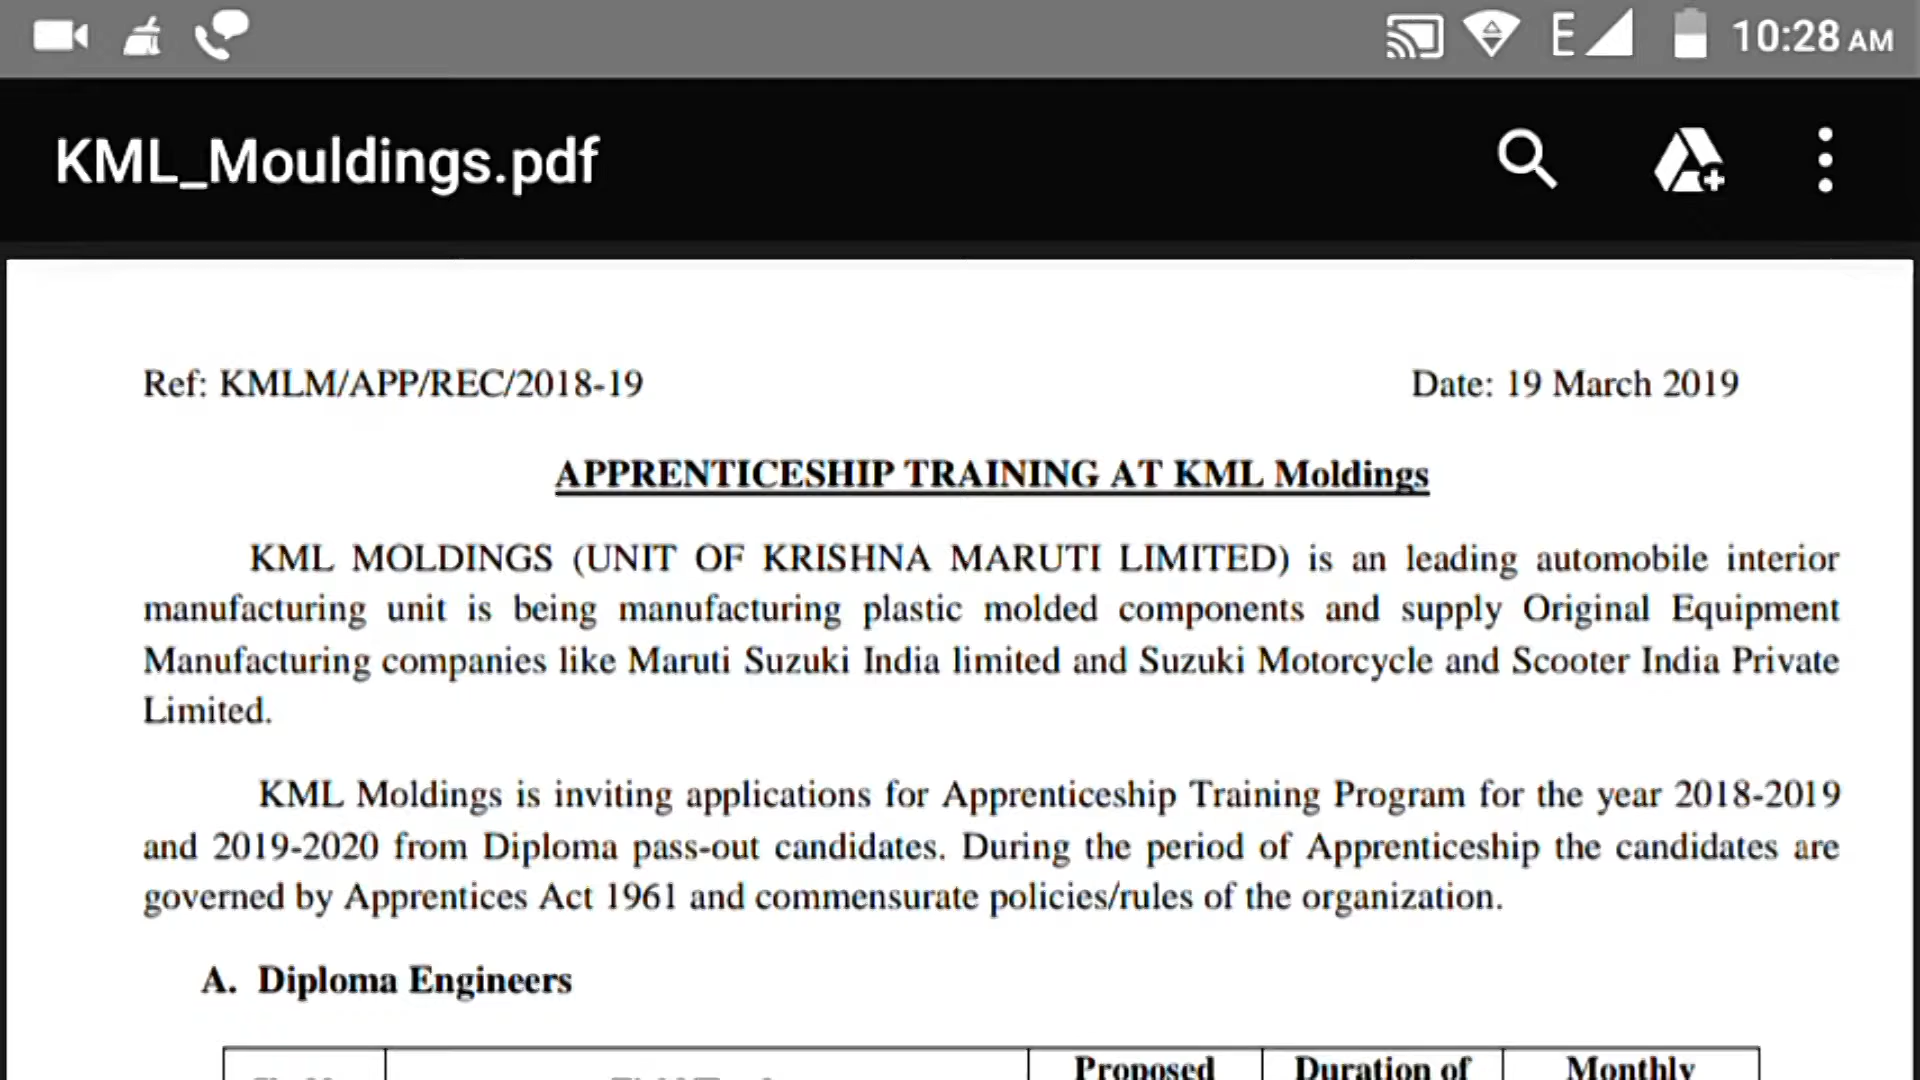 E 10:28 AM
KML_Mouldings.pdf
Ref: KMLM/APP/REC/2018-19 Date: 19 March 2019
APPRENTICESHIP TRAINING AT KML Moldings
KML MOLDINGS (UNIT OF KRISHNA MARUTI LIMITED) is an leading automobile interior
manufacturing unit is being manufacturing plastic molded components and supply Original Equipment
Manufacturing companies like Maruti Suzuki India limited and Suzuki Motorcycle and Scooter India Private
Limited.
KML Moldings is inviting applications for Apprenticeship Training Program for the year 2018-2019
and 2019-2020 from Diploma pass-out candidates. During the period of Apprenticeship the candidates are
governed by Apprentices Act 1961 and commensurate policies/rules of the organization.
A. Diploma Engineers
Proposed Duration of Monthly